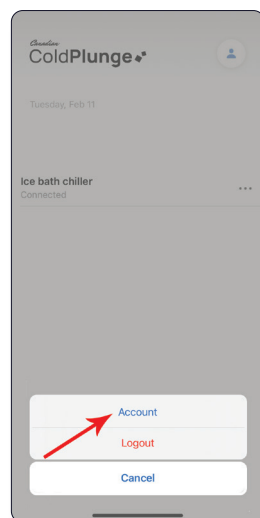 Canadian
ColdPlunge
Tuesday, Feb 11
Ice bath chiller
Connected
Account
Logout
Cancel